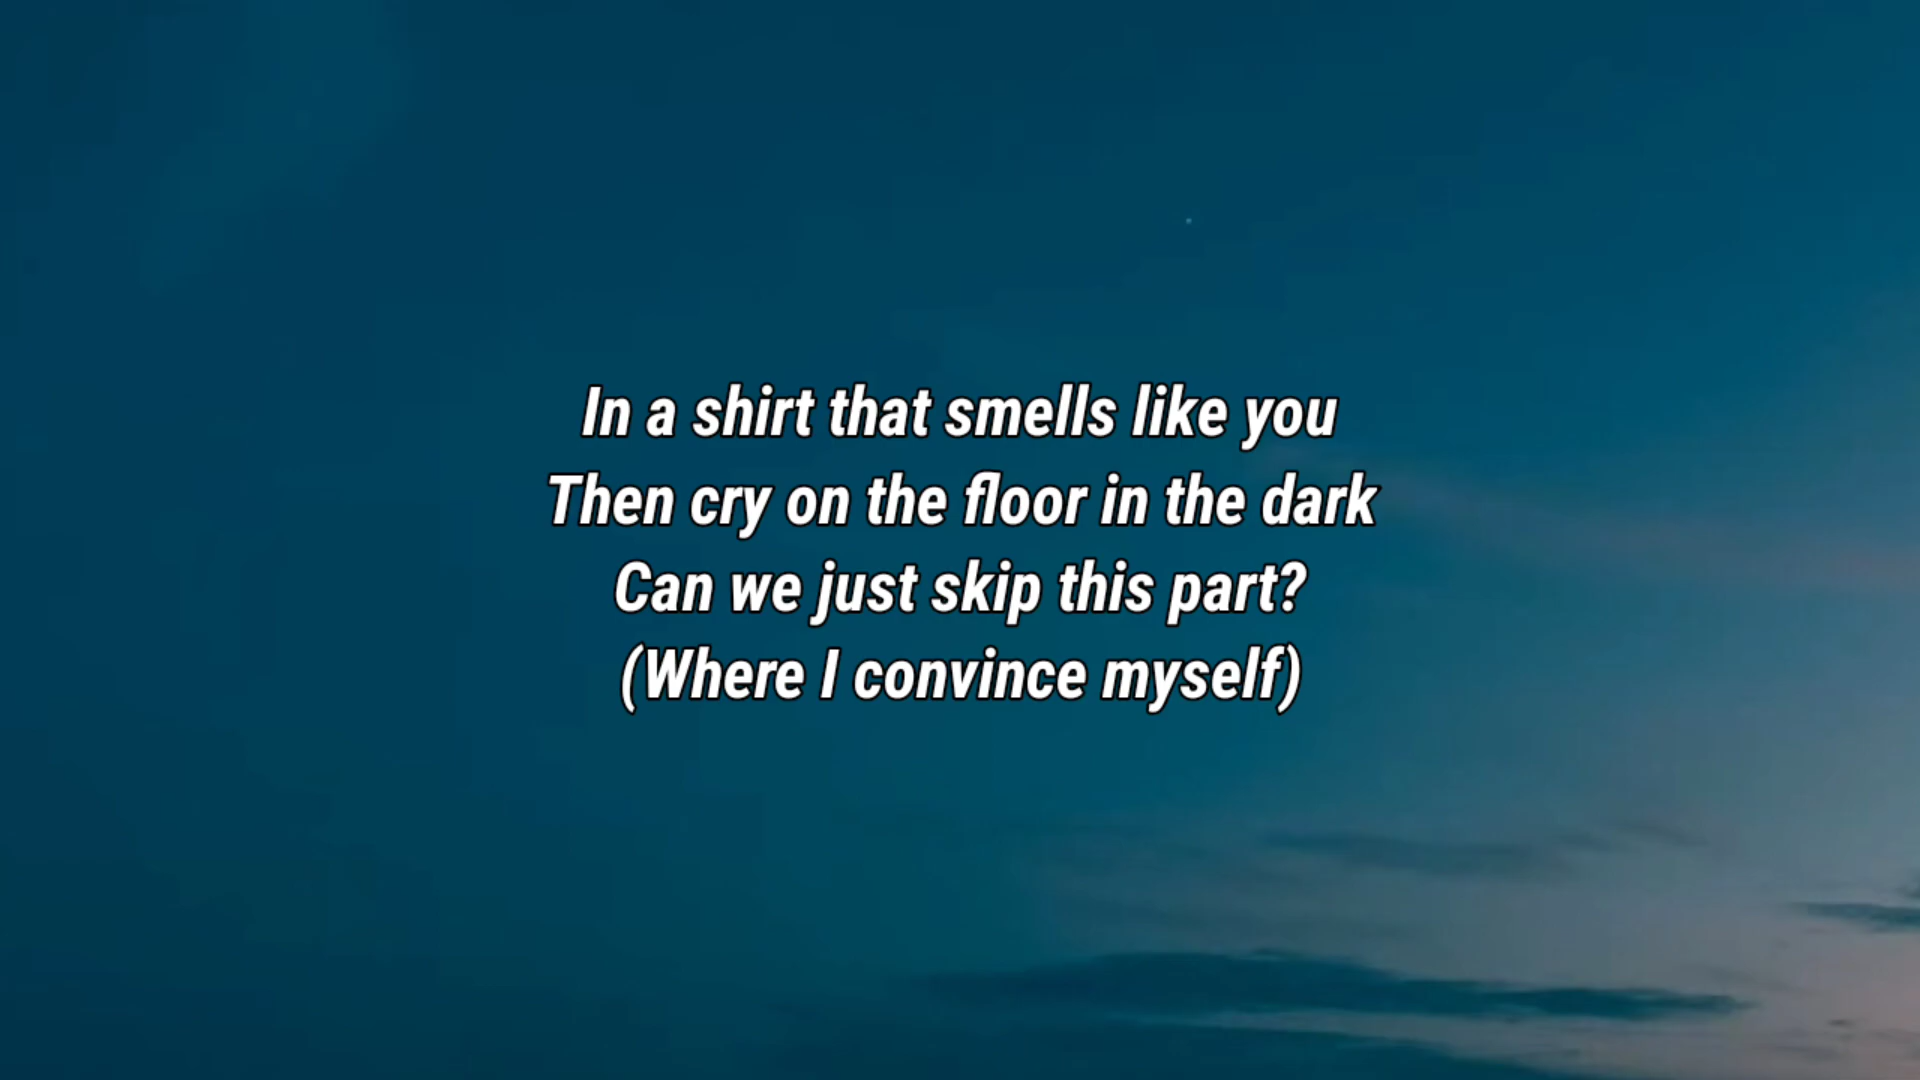 In a shirt that smells like you
Then cry on the floor in the dark
Can we just skip this part?
(Where I convince myself)